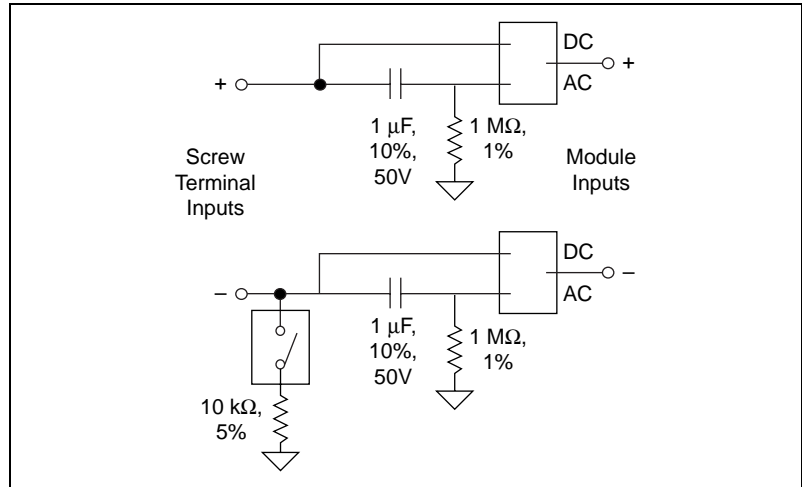 DC
+
+
AC
1 µF,
10%,
50V
1 MΩ,
1%
Screw
Terminal
Inputs
Module
Inputs
DC
–
–
AC
1 µF,
10%,
50V
1 MΩ,
1%
10 kΩ,
5%